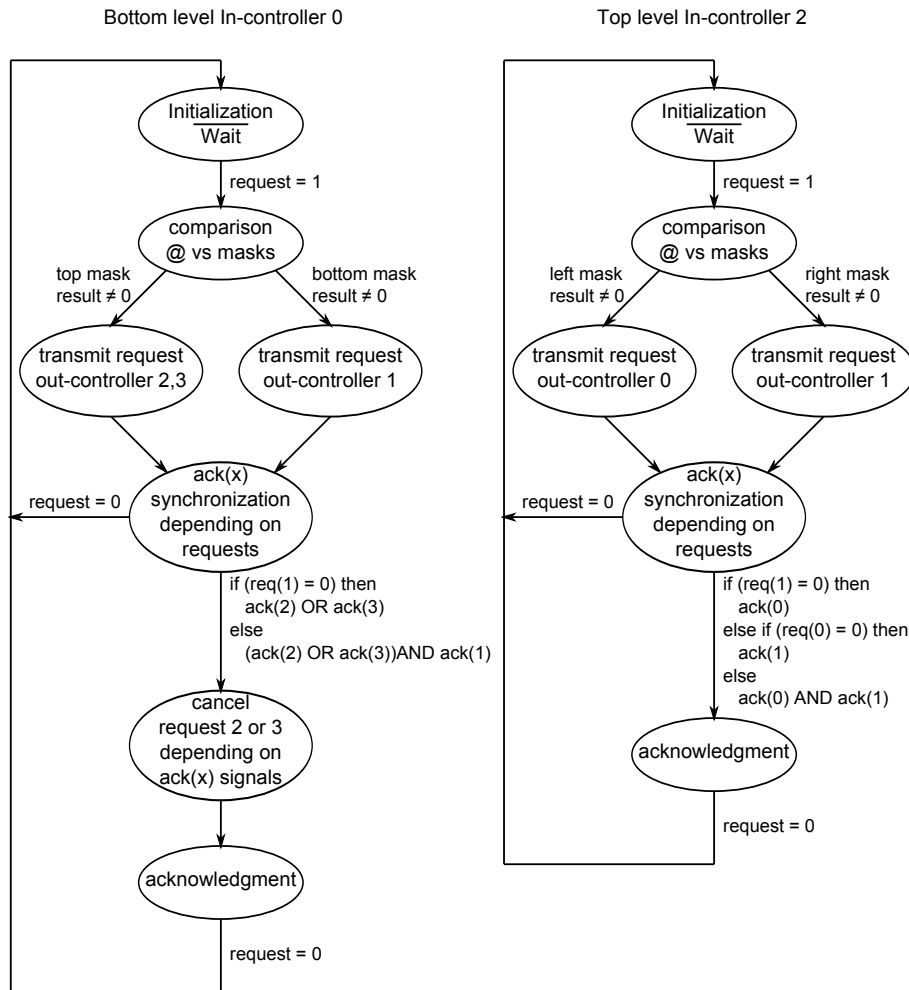 Bottom level In-controller 0
Initialization
Wait
request = 1
comparison
@ vs masks
top mask
result ≠ 0
bottom mask
result ≠ 0
transmit request
out-controller 2,3
transmit request
out-controller 1
ack(x)
synchronization
depending on
requests
request = 0
if (req(1) = 0) then
ack(2) OR ack(3)
else
(ack(2) OR ack(3))AND ack(1)
cancel
request 2 or 3
depending on
ack(x) signals
acknowledgment
request = 0
Top level In-controller 2
Initialization
Wait
request = 1
comparison
@ vs masks
left mask
result ≠ 0
right mask
result ≠ 0
transmit request
out-controller 0
transmit request
out-controller 1
ack(x)
synchronization
depending on
requests
request = 0
if (req(1) = 0) then
ack(0)
else if (req(0) = 0) then
ack(1)
else
ack(0) AND ack(1)
acknowledgment
request = 0